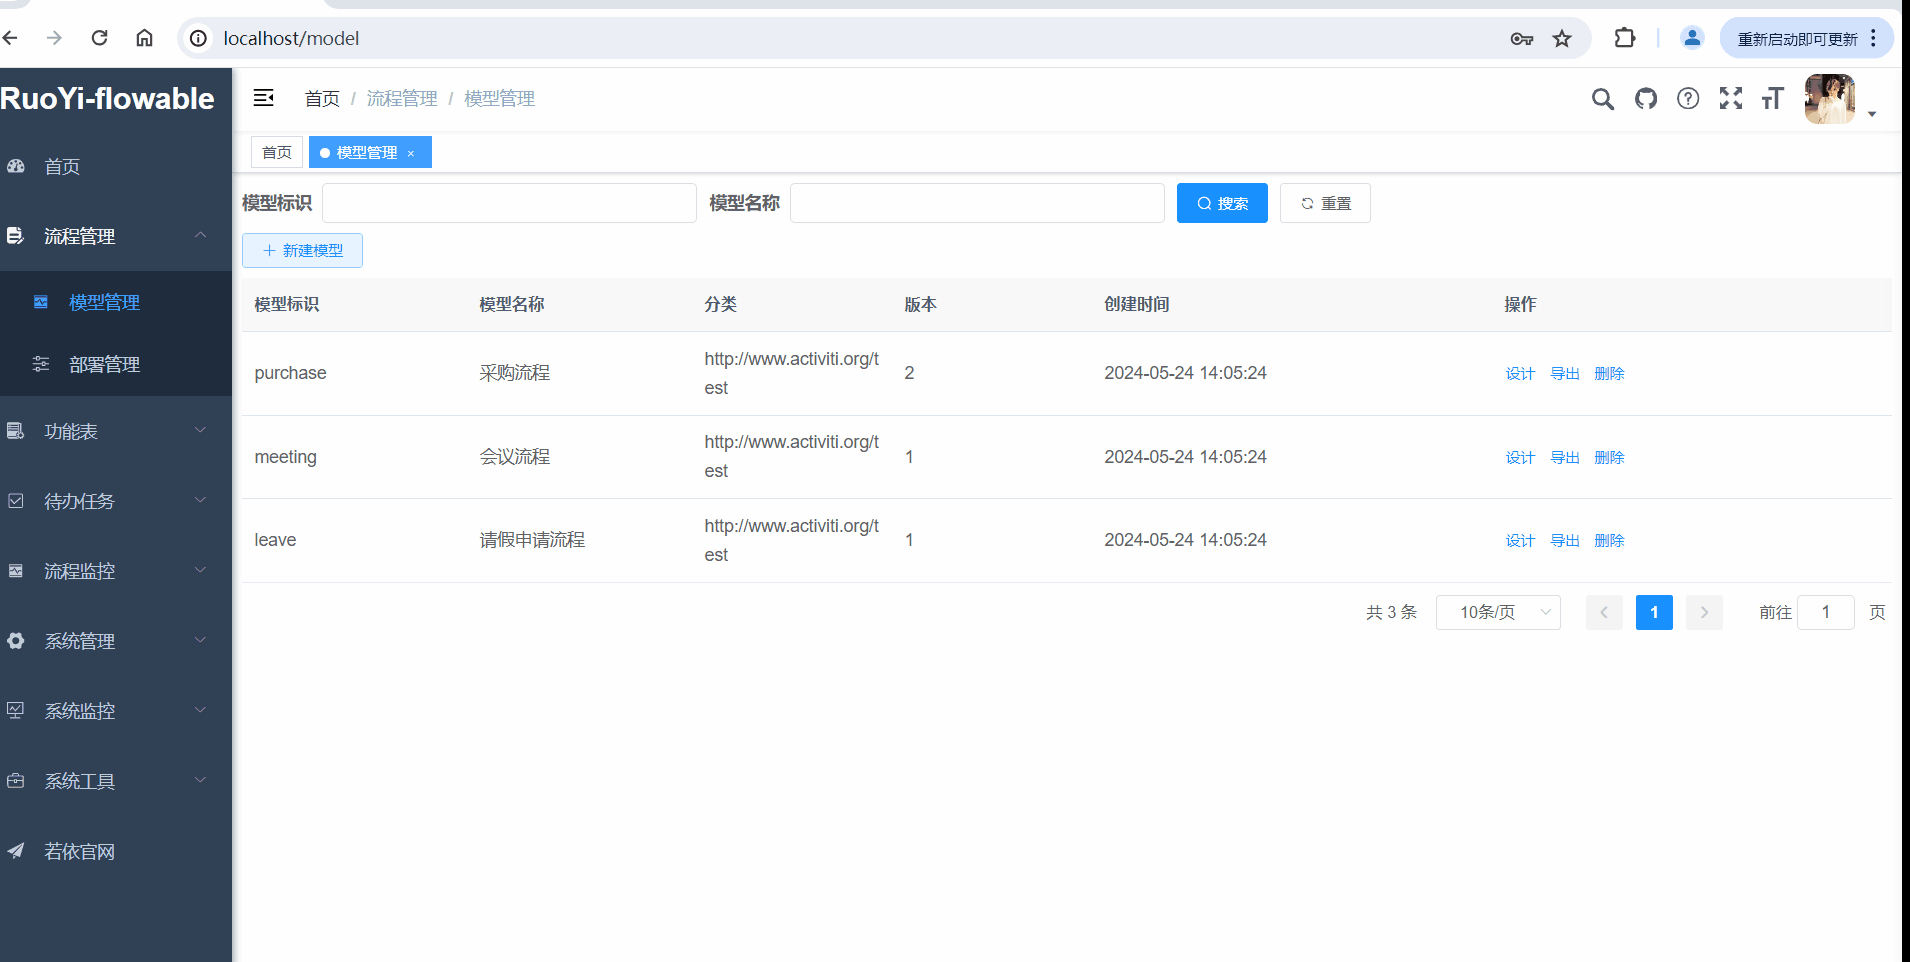 localhost/model
重新启动即可更新
RuoYi-flowable
首页 / 流程管理 / 模型管理
首页
模型管理 ×
首页
流程管理
模型管理
部署管理
功能表
待办任务
流程监控
系统管理
系统监控
系统工具
若依官网
模型标识 模型名称 搜索 重置
+ 新建模型
模型标识 模型名称 分类 版本 创建时间 操作
purchase 采购流程 http://www.activiti.org/t 2 2024-05-24 14:05:24 设计 导出 删除
est
meeting 会议流程 http://www.activiti.org/t 1 2024-05-24 14:05:24 设计 导出 删除
est
leave 请假申请流程 http://www.activiti.org/t 1 2024-05-24 14:05:24 设计 导出 删除
est
共 3 条 10条/页 1 前往 1 页